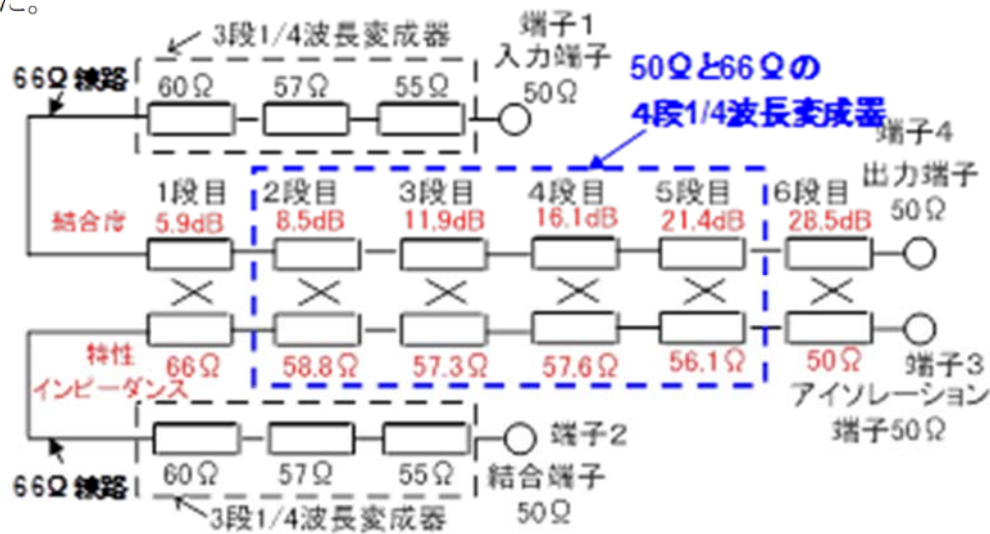 た。
3段1/4波長変成器
端子1
入力端子
50Ω
66Ω線路
60Ω 57Ω 55Ω
50Ωと66Ωの
4段1/4波長変成器
端子4
出力端子
50Ω
1段目 2段目 3段目 4段目 5段目 6段目
結合度 5.9dB 8.5dB 11.9dB 16.1dB 21.4dB 28.5dB
特性
インピーダンス
66Ω 58.8Ω 57.3Ω 57.6Ω 56.1Ω 50Ω
端子3
アイソレーション
端子50Ω
端子2
結合端子
50Ω
60Ω 57Ω 55Ω
66Ω線路
3段1/4波長変成器